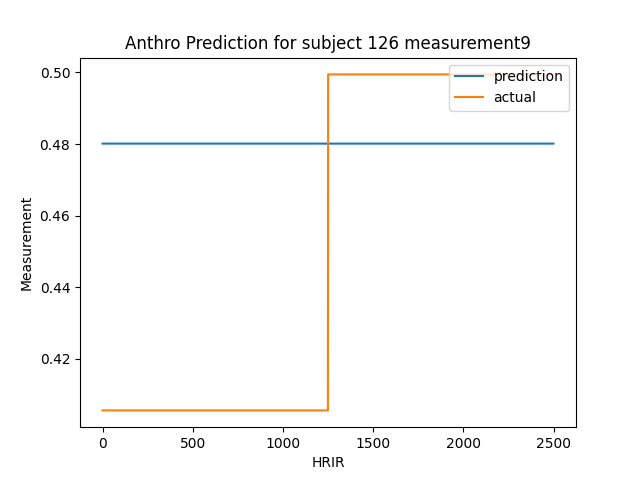 Anthro Prediction for subject 126 measurement9
0.50
0.48
0.46
0.44
0.42
Measurement
prediction
actual
0
500
1000
1500
2000
2500
HRIR